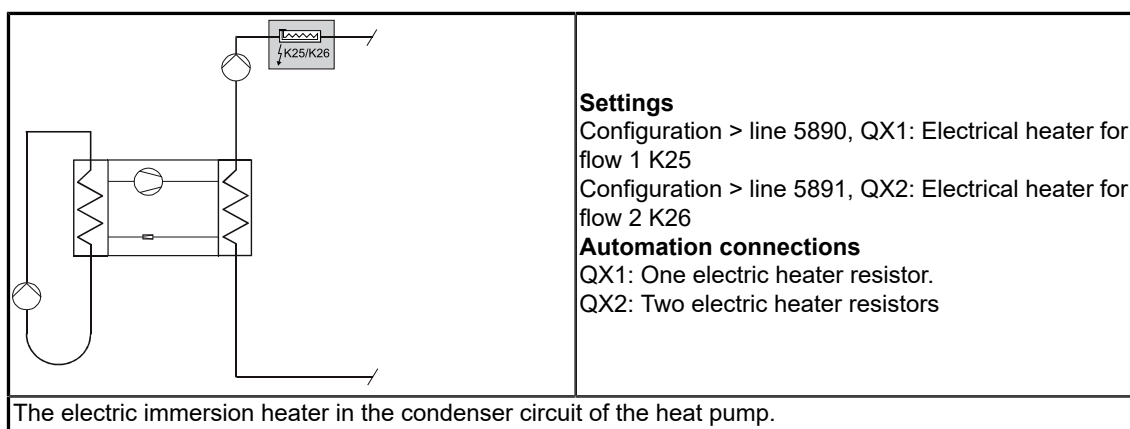 K25/K26
Settings
Configuration > line 5890, QX1: Electrical heater for
flow 1 K25
Configuration > line 5891, QX2: Electrical heater for
flow 2 K26
Automation connections
QX1: One electric heater resistor.
QX2: Two electric heater resistors
The electric immersion heater in the condenser circuit of the heat pump.